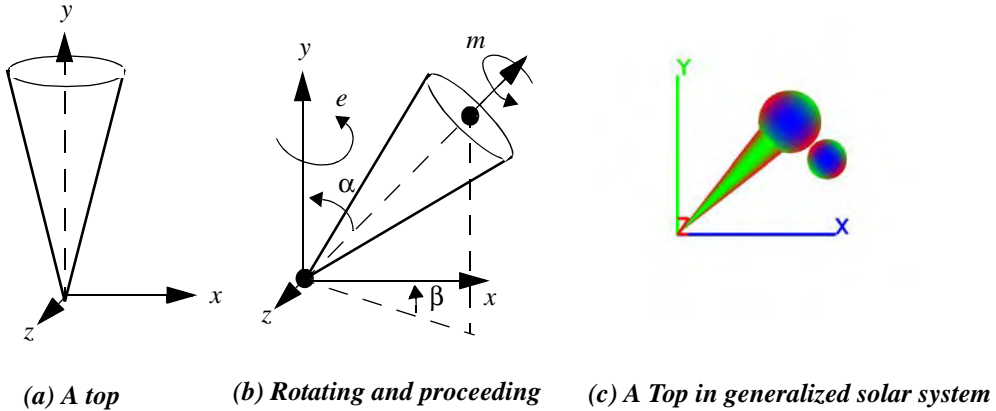 y
x
z
(a) A top
y
e
α
m
x
β
z
(b) Rotating and proceeding
Y
Z
X
(c) A Top in generalized solar system